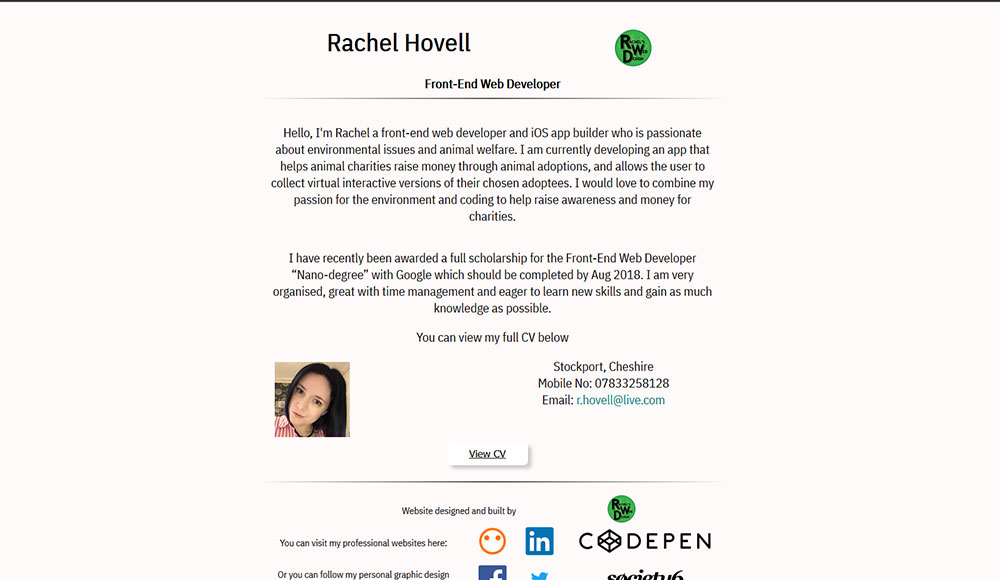 Rachel Hovell
RACHEL'S WEB DESIGN
Front-End Web Developer
Hello, I'm Rachel a front-end web developer and iOS app builder who is passionate
about environmental issues and animal welfare. I am currently developing an app that
helps animal charities raise money through animal adoptions, and allows the user to
collect virtual interactive versions of their chosen adoptees. I would love to combine my
passion for the environment and coding to help raise awareness and money for
charities.
I have recently been awarded a full scholarship for the Front-End Web Developer
“Nano-degree” with Google which should be completed by Aug 2018. I am very
organised, great with time management and eager to learn new skills and gain as much
knowledge as possible.
You can view my full CV below
Stockport, Cheshire
Mobile No: 07833258128
Email: r.hovell@live.com
View CV
Website designed and built by
RACHEL'S WEB DESIGN
You can visit my professional websites here:
in
CODEPEN
Or you can follow my personal graphic design
f
society6